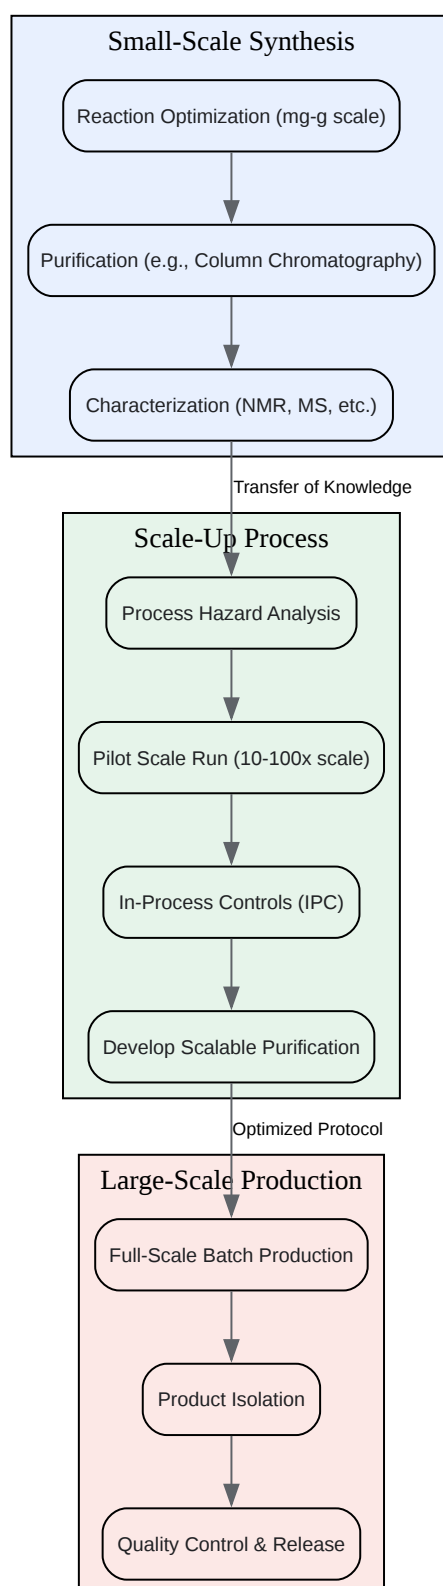 Small-Scale Synthesis
Reaction Optimization (mg-g scale)
Purification (e.g., Column Chromatography)
Characterization (NMR, MS, etc.)
Transfer of Knowledge
Scale-Up Process
Process Hazard Analysis
Pilot Scale Run (10-100x scale)
In-Process Controls (IPC)
Develop Scalable Purification
Optimized Protocol
Large-Scale Production
Full-Scale Batch Production
Product Isolation
Quality Control & Release